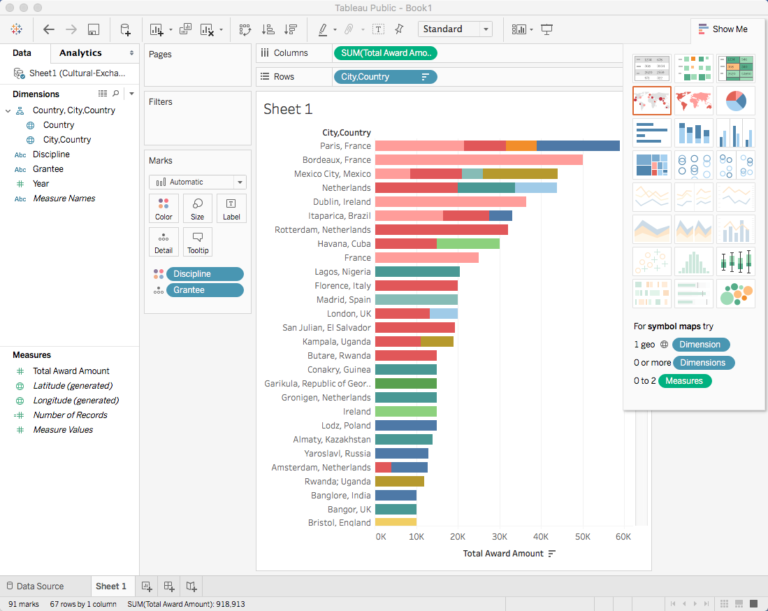 Tableau Public - Book1
Standard
Show Me
Data
Analytics
Sheet1 (Cultural-Excha...
Dimensions
Country, City,Country
Country
City,Country
Abc Discipline
Abc Grantee
# Year
Abc Measure Names
Measures
# Total Award Amount
Latitude (generated)
Longitude (generated)
=# Number of Records
# Measure Values
Pages
Filters
Marks
Automatic
Color
Size
T
Label
Detail
Tooltip
Discipline
Grantee
Columns
SUM(Total Award Amo..
Rows
City,Country
Sheet 1
City,Country
Paris, France
Bordeaux, France
Mexico City, Mexico
Netherlands
Dublin, Ireland
Itaparica, Brazil
Rotterdam, Netherlands
Havana, Cuba
France
Lagos, Nigeria
Florence, Italy
Madrid, Spain
London, UK
San Julian, El Salvador
Kampala, Uganda
Butare, Rwanda
Conakry, Guinea
Garikula, Republic of Geor..
Gronigen, Netherlands
Ireland
Lodz, Poland
Almaty, Kazakhstan
Yaroslavl, Russia
Amsterdam, Netherlands
Rwanda; Uganda
Banglore, India
Bangor, UK
Bristol, England
0K 10K 20K 30K 40K 50K 60K
Total Award Amount
For symbol maps try
1 geo Dimension
0 or more Dimensions
0 to 2 Measures
Data Source
Sheet 1
91 marks 67 rows by 1 column SUM(Total Award Amount): 918,913